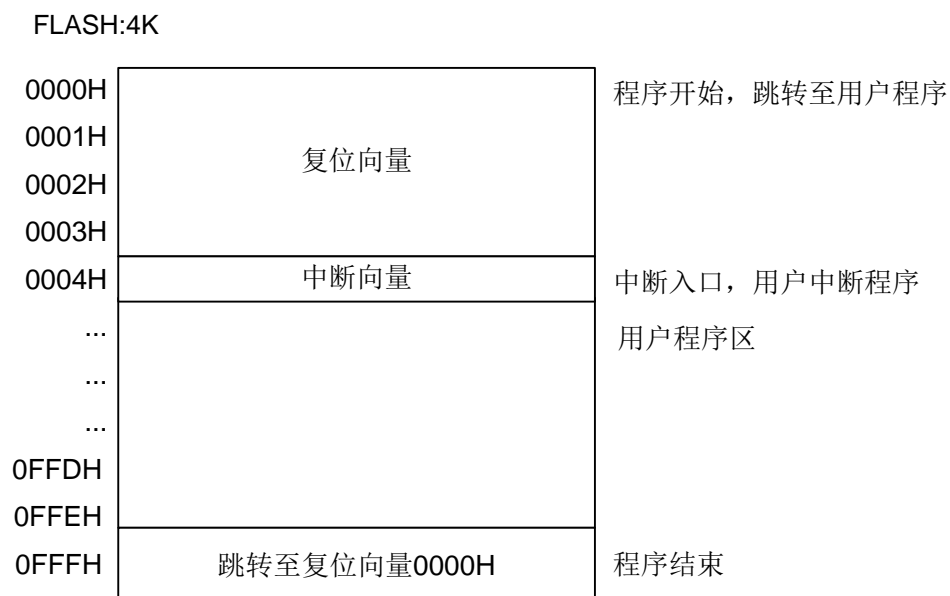 FLASH:4K
0000H 程序开始，跳转至用户程序
0001H
复位向量
0002H
0003H
0004H 中断向量 中断入口，用户中断程序
... 用户程序区
...
...
0FFDH
0FFEH
0FFFH 跳转至复位向量0000H 程序结束